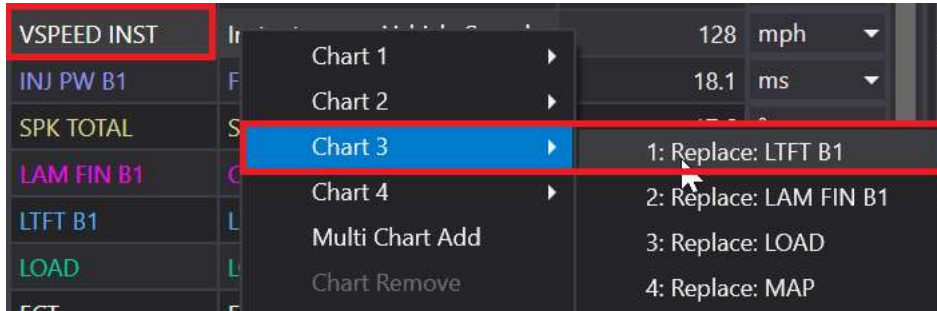 VSPEED INST 128 mph
Chart 1
INJ PW B1 18.1 ms
Chart 2
SPK TOTAL
Chart 3 1: Replace: LTFT B1
LAM FIN B1
Chart 4 2: Replace: LAM FIN B1
LTFT B1
Multi Chart Add 3: Replace: LOAD
LOAD
Chart Remove 4: Replace: MAP